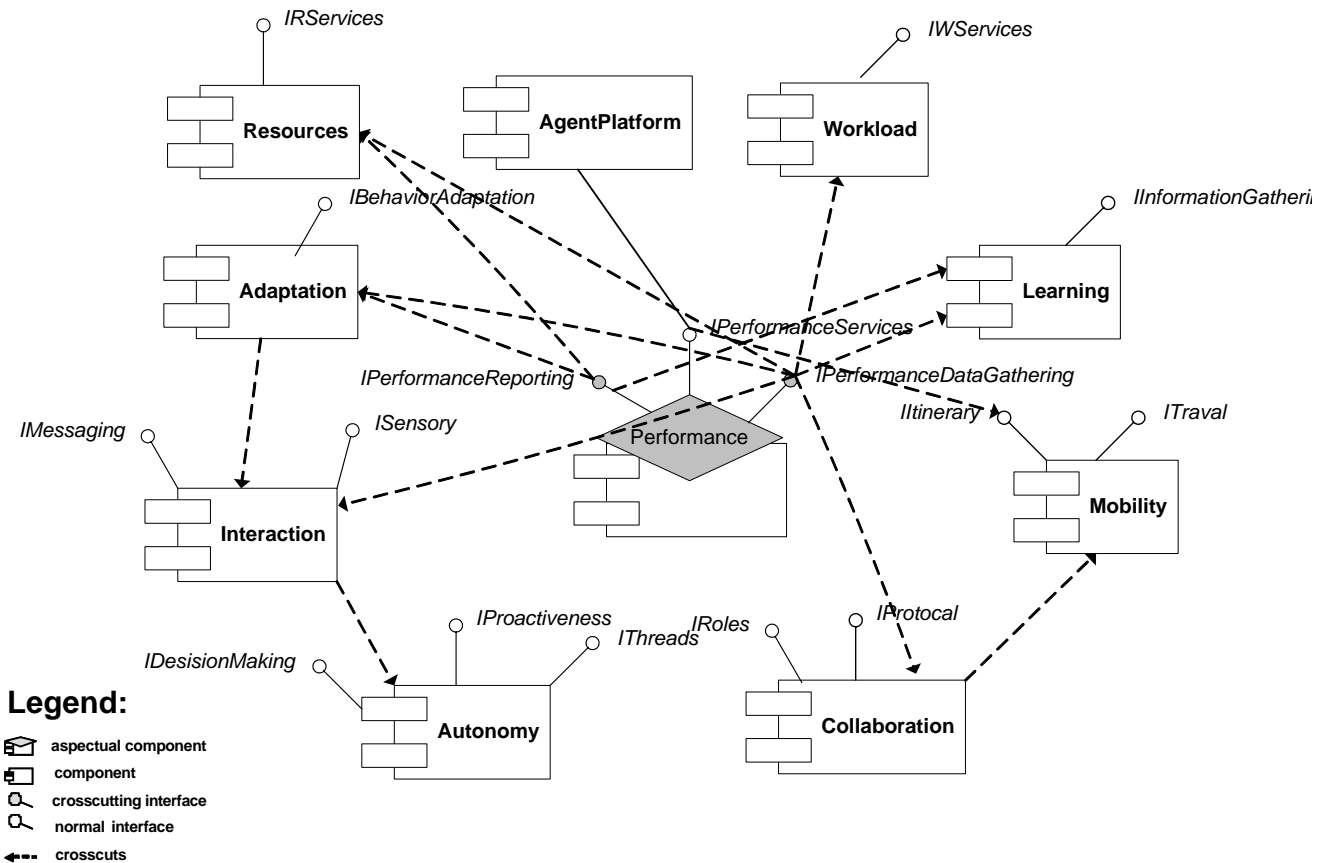 IRServices
IWServices
Resources
AgentPlatform
Workload
IBehaviorAdaptation
IInformationGatheri
Adaptation
Learning
IPerformanceServices
IPerformanceReporting
IPerformanceDataGathering
IMessaging
ISensory
IItinerary
ITraval
Performance
Interaction
Mobility
IProactiveness
IThreads
IRoles
IProtocal
IDesisionMaking
Autonomy
Collaboration
Legend:
aspectual component
component
crosscutting interface
normal interface
crosscuts